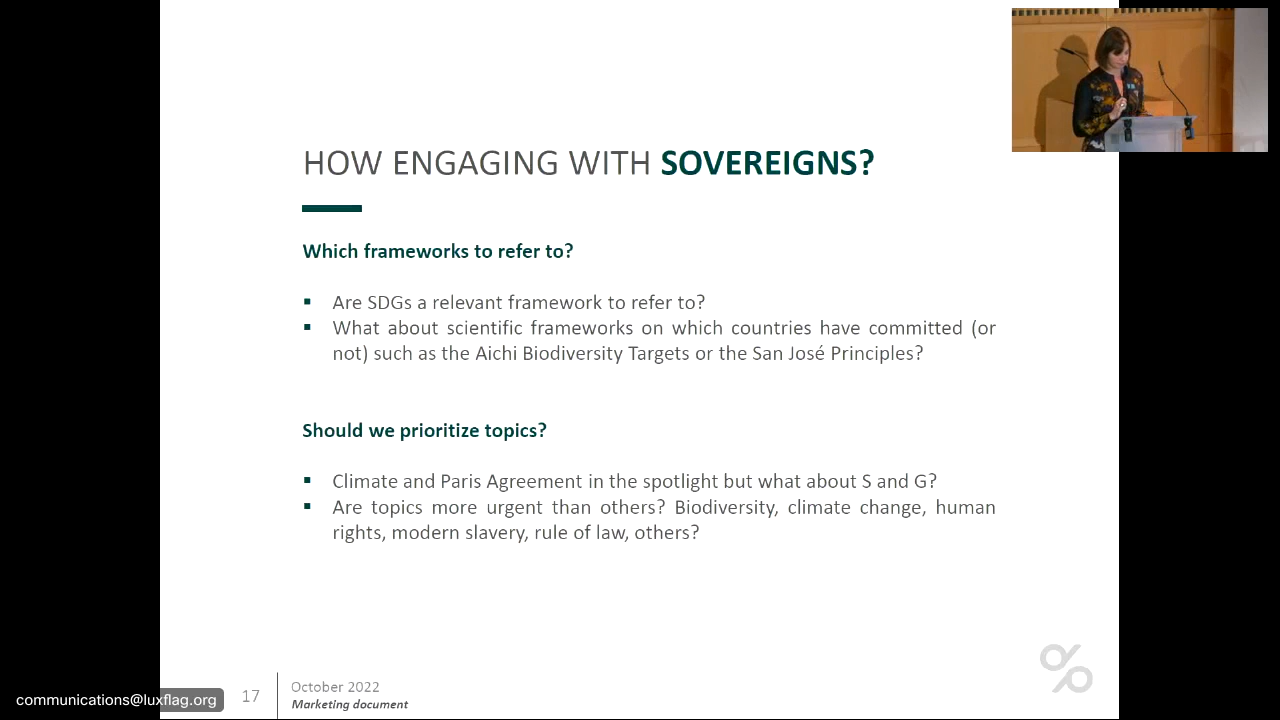 HOW ENGAGING WITH SOVEREIGNS?
Which frameworks to refer to?
▪ Are SDGs a relevant framework to refer to?
▪ What about scientific frameworks on which countries have committed (or
not) such as the Aichi Biodiversity Targets or the San José Principles?
Should we prioritize topics?
▪ Climate and Paris Agreement in the spotlight but what about S and G?
▪ Are topics more urgent than others? Biodiversity, climate change, human
rights, modern slavery, rule of law, others?
communications@luxflag.org
17
October 2022
Marketing document